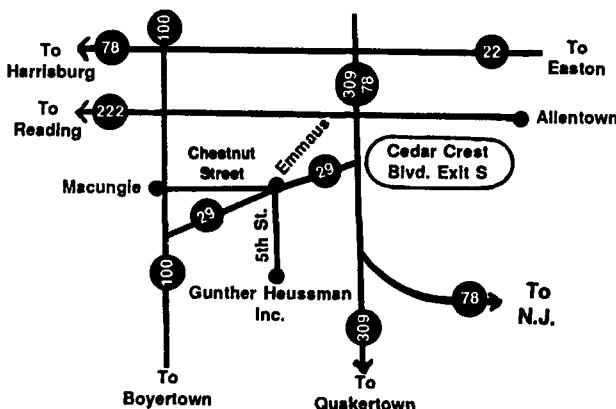 100
To
Harrisburg
78
22
To
Easton
309
78
To
Reading
222
Allentown
Chestnut
Street
Emmaus
Cedar Crest
Blvd. Exit S
Macungie
29
29
5th St.
100
Gunther Heussman
Inc.
78
To
N.J.
309
To
Boyertown
To
Quakertown